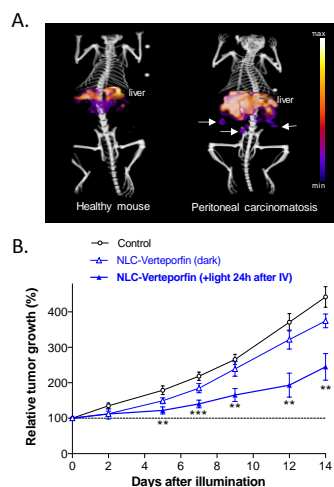 A.
max
liver
liver
min
Healthy mouse
Peritoneal carcinomatosis
B.
Control
NLC-Verteporfin (dark)
NLC-Verteporfin (+light 24h after IV)
Relative tumor growth (%)
400
300
200
100
0
** *** ** ** **
0 2 4 6 8 10 12 14
Days after illumination